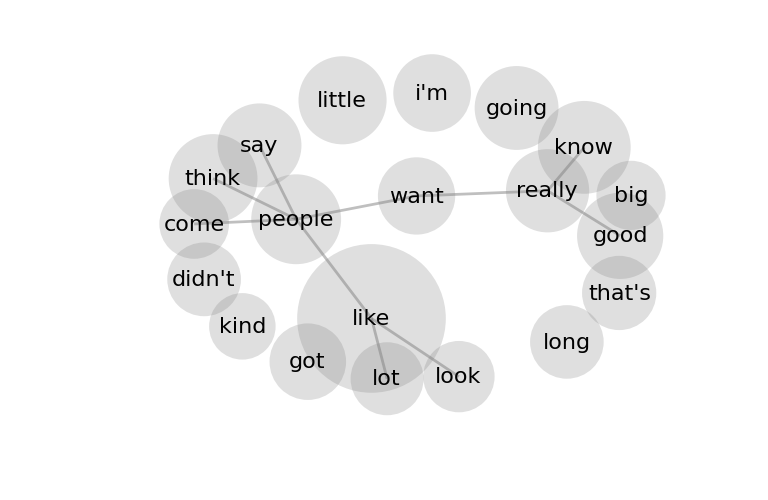 little
i'm
going
say
know
think
want
really
big
come
people
good
didn't
that's
like
kind
long
got
lot
look